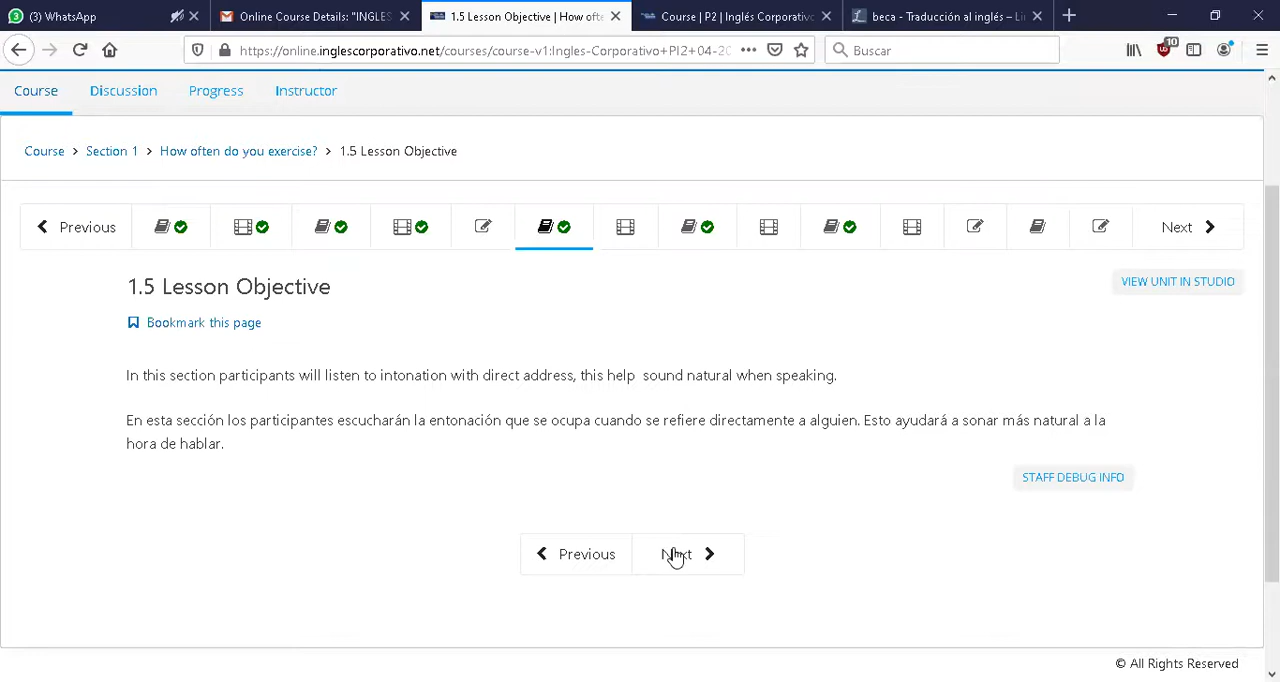 (3) WhatsApp
Online Course Details: "INGLES
1.5 Lesson Objective | How ofte
Course | P2 | Inglés Corporativo
beca - Traducción al inglés – Li
https://online.inglescorporativo.net/courses/course-v1:Ingles-Corporativo+PI2+04-20
Buscar
10
Course
Discussion
Progress
Instructor
Course > Section 1 > How often do you exercise? > 1.5 Lesson Objective
Previous
Next
1.5 Lesson Objective
VIEW UNIT IN STUDIO
Bookmark this page
In this section participants will listen to intonation with direct address, this help sound natural when speaking.
En esta sección los participantes escucharán la entonación que se ocupa cuando se refiere directamente a alguien. Esto ayudará a sonar más natural a la
hora de hablar.
STAFF DEBUG INFO
Previous
Next
© All Rights Reserved